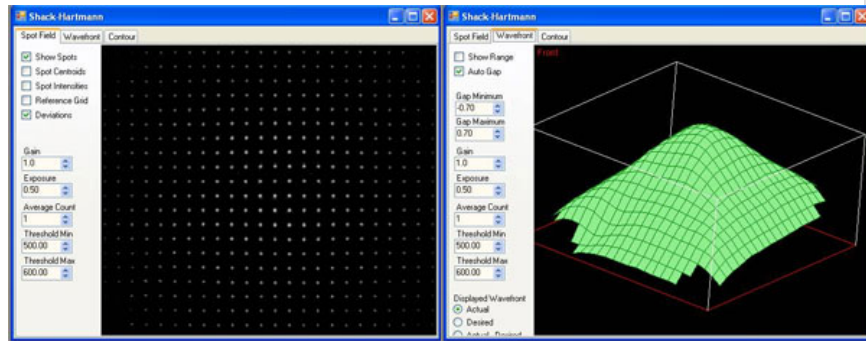 Shack-Hartmann
Spot Field Wavefront Contour
Show Spots
Spot Centroids
Spot Intensities
Reference Grid
Deviations
Gain
1.0
Exposure
0.50
Average Count
1
Threshold Min
500.00
Threshold Max
600.00
Shack-Hartmann
Spot Field Wavefront Contour
Show Range
Auto Gap
Gap Minimum
-0.70
Gap Maximum
0.70
Gain
1.0
Exposure
0.50
Average Count
1
Threshold Min
500.00
Threshold Max
600.00
Displayed Wavefront
Actual
Desired
Actual - Desired
Front